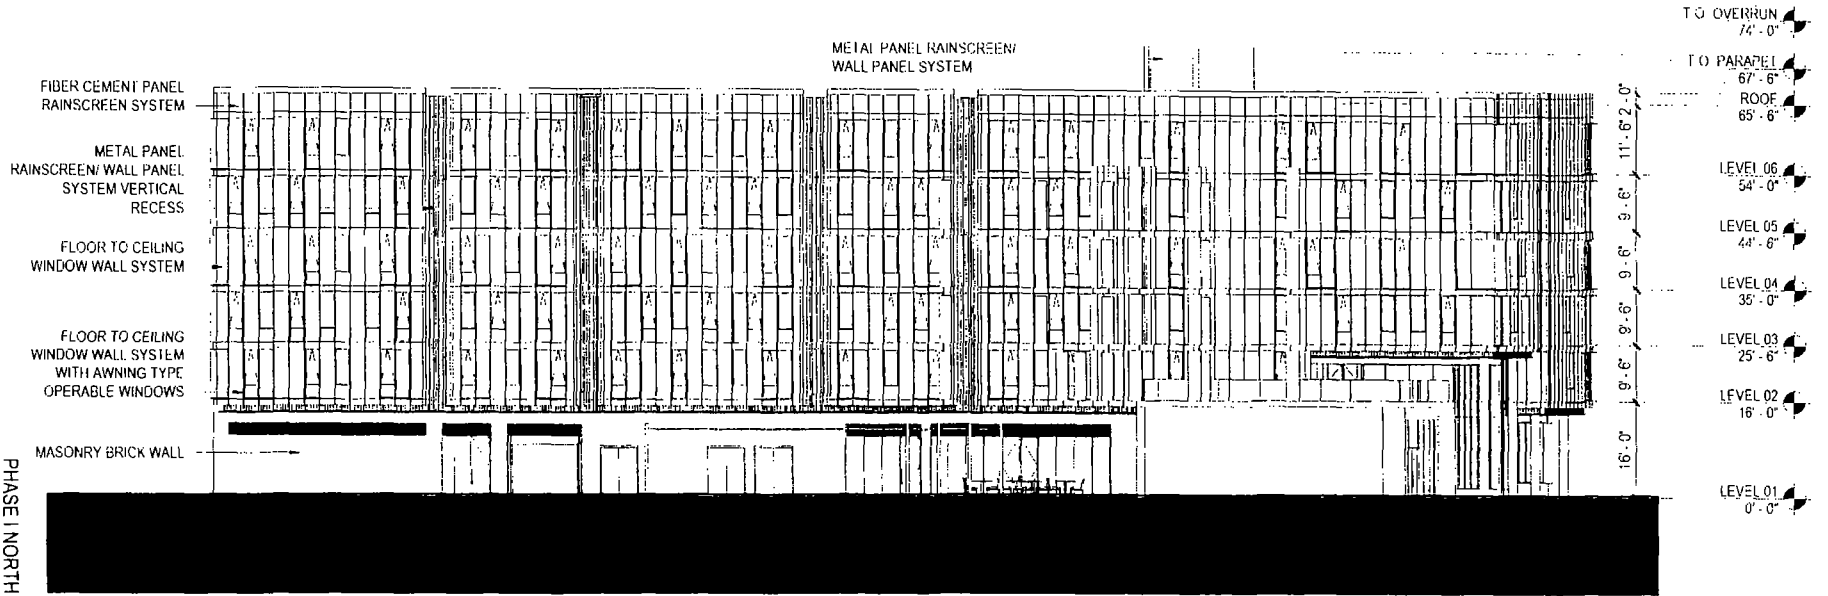 METAL PANEL RAINSCREEN/
WALL PANEL SYSTEM
FIBER CEMENT PANEL
RAINSCREEN SYSTEM
METAL PANEL
RAINSCREEN/ WALL PANEL
SYSTEM VERTICAL
RECESS
FLOOR TO CEILING
WINDOW WALL SYSTEM
FLOOR TO CEILING
WINDOW WALL SYSTEM
WITH AWNING TYPE
OPERABLE WINDOWS
MASONRY BRICK WALL
PHASE I NORTH
2'-0"
11'-6"
9'-6"
9'-6"
9'-6"
9'-6"
16'-0"
T.O. OVERRUN
74'-0"
T.O. PARAPET
67'-6"
ROOF
65'-6"
LEVEL 06
54'-0"
LEVEL 05
44'-6"
LEVEL 04
35'-0"
LEVEL 03
25'-6"
LEVEL 02
16'-0"
LEVEL 01
0'-0"